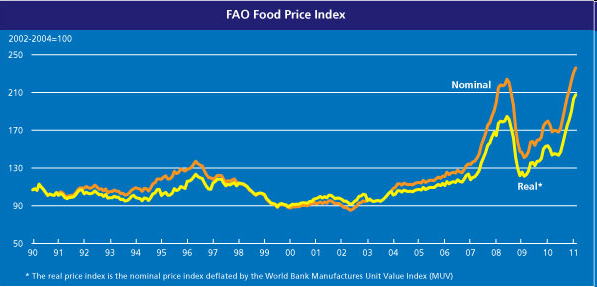 FAO Food Price Index
2002-2004=100
250
Nominal
210
170
130
Real*
90
50
90 91 92 93 94 95 96 97 98 99 00 01 02 03 04 05 06 07 08 09 10 11
* The real price index is the nominal price index deflated by the World Bank Manufactures Unit Value Index (MUV)